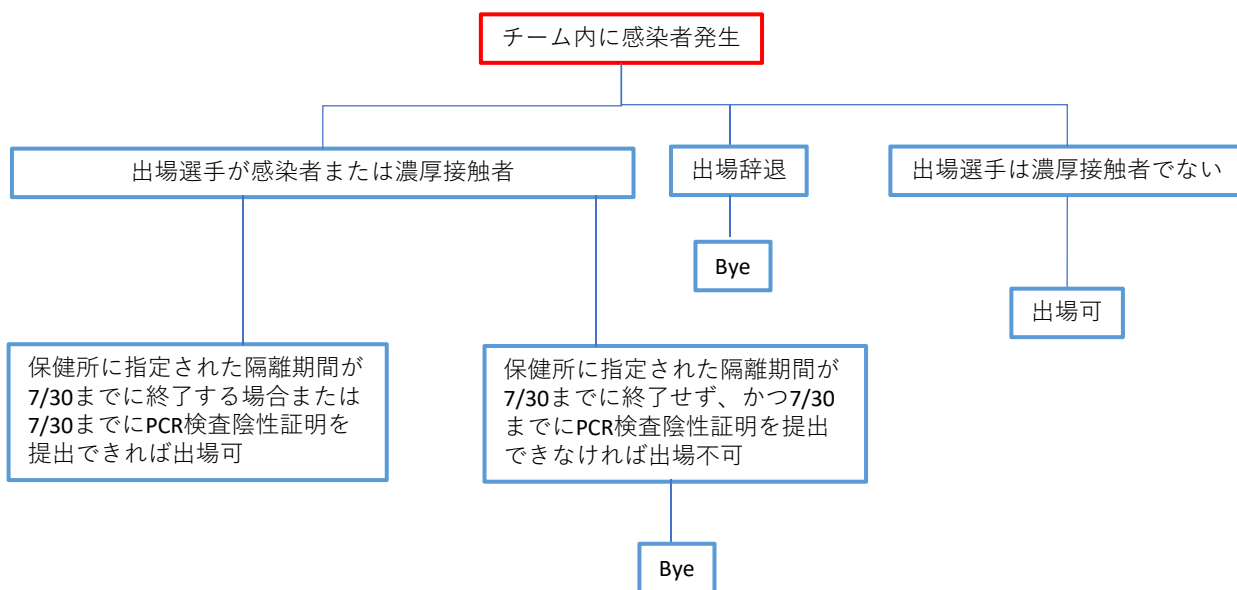 チーム内に感染者発生
出場選手が感染者または濃厚接触者
出場辞退
出場選手は濃厚接触者でない
Bye
出場可
保健所に指定された隔離期間が
7/30までに終了する場合または
7/30までにPCR検査陰性証明を
提出できれば出場可
保健所に指定された隔離期間が
7/30までに終了せず、かつ7/30
までにPCR検査陰性証明を提出
できなければ出場不可
Bye